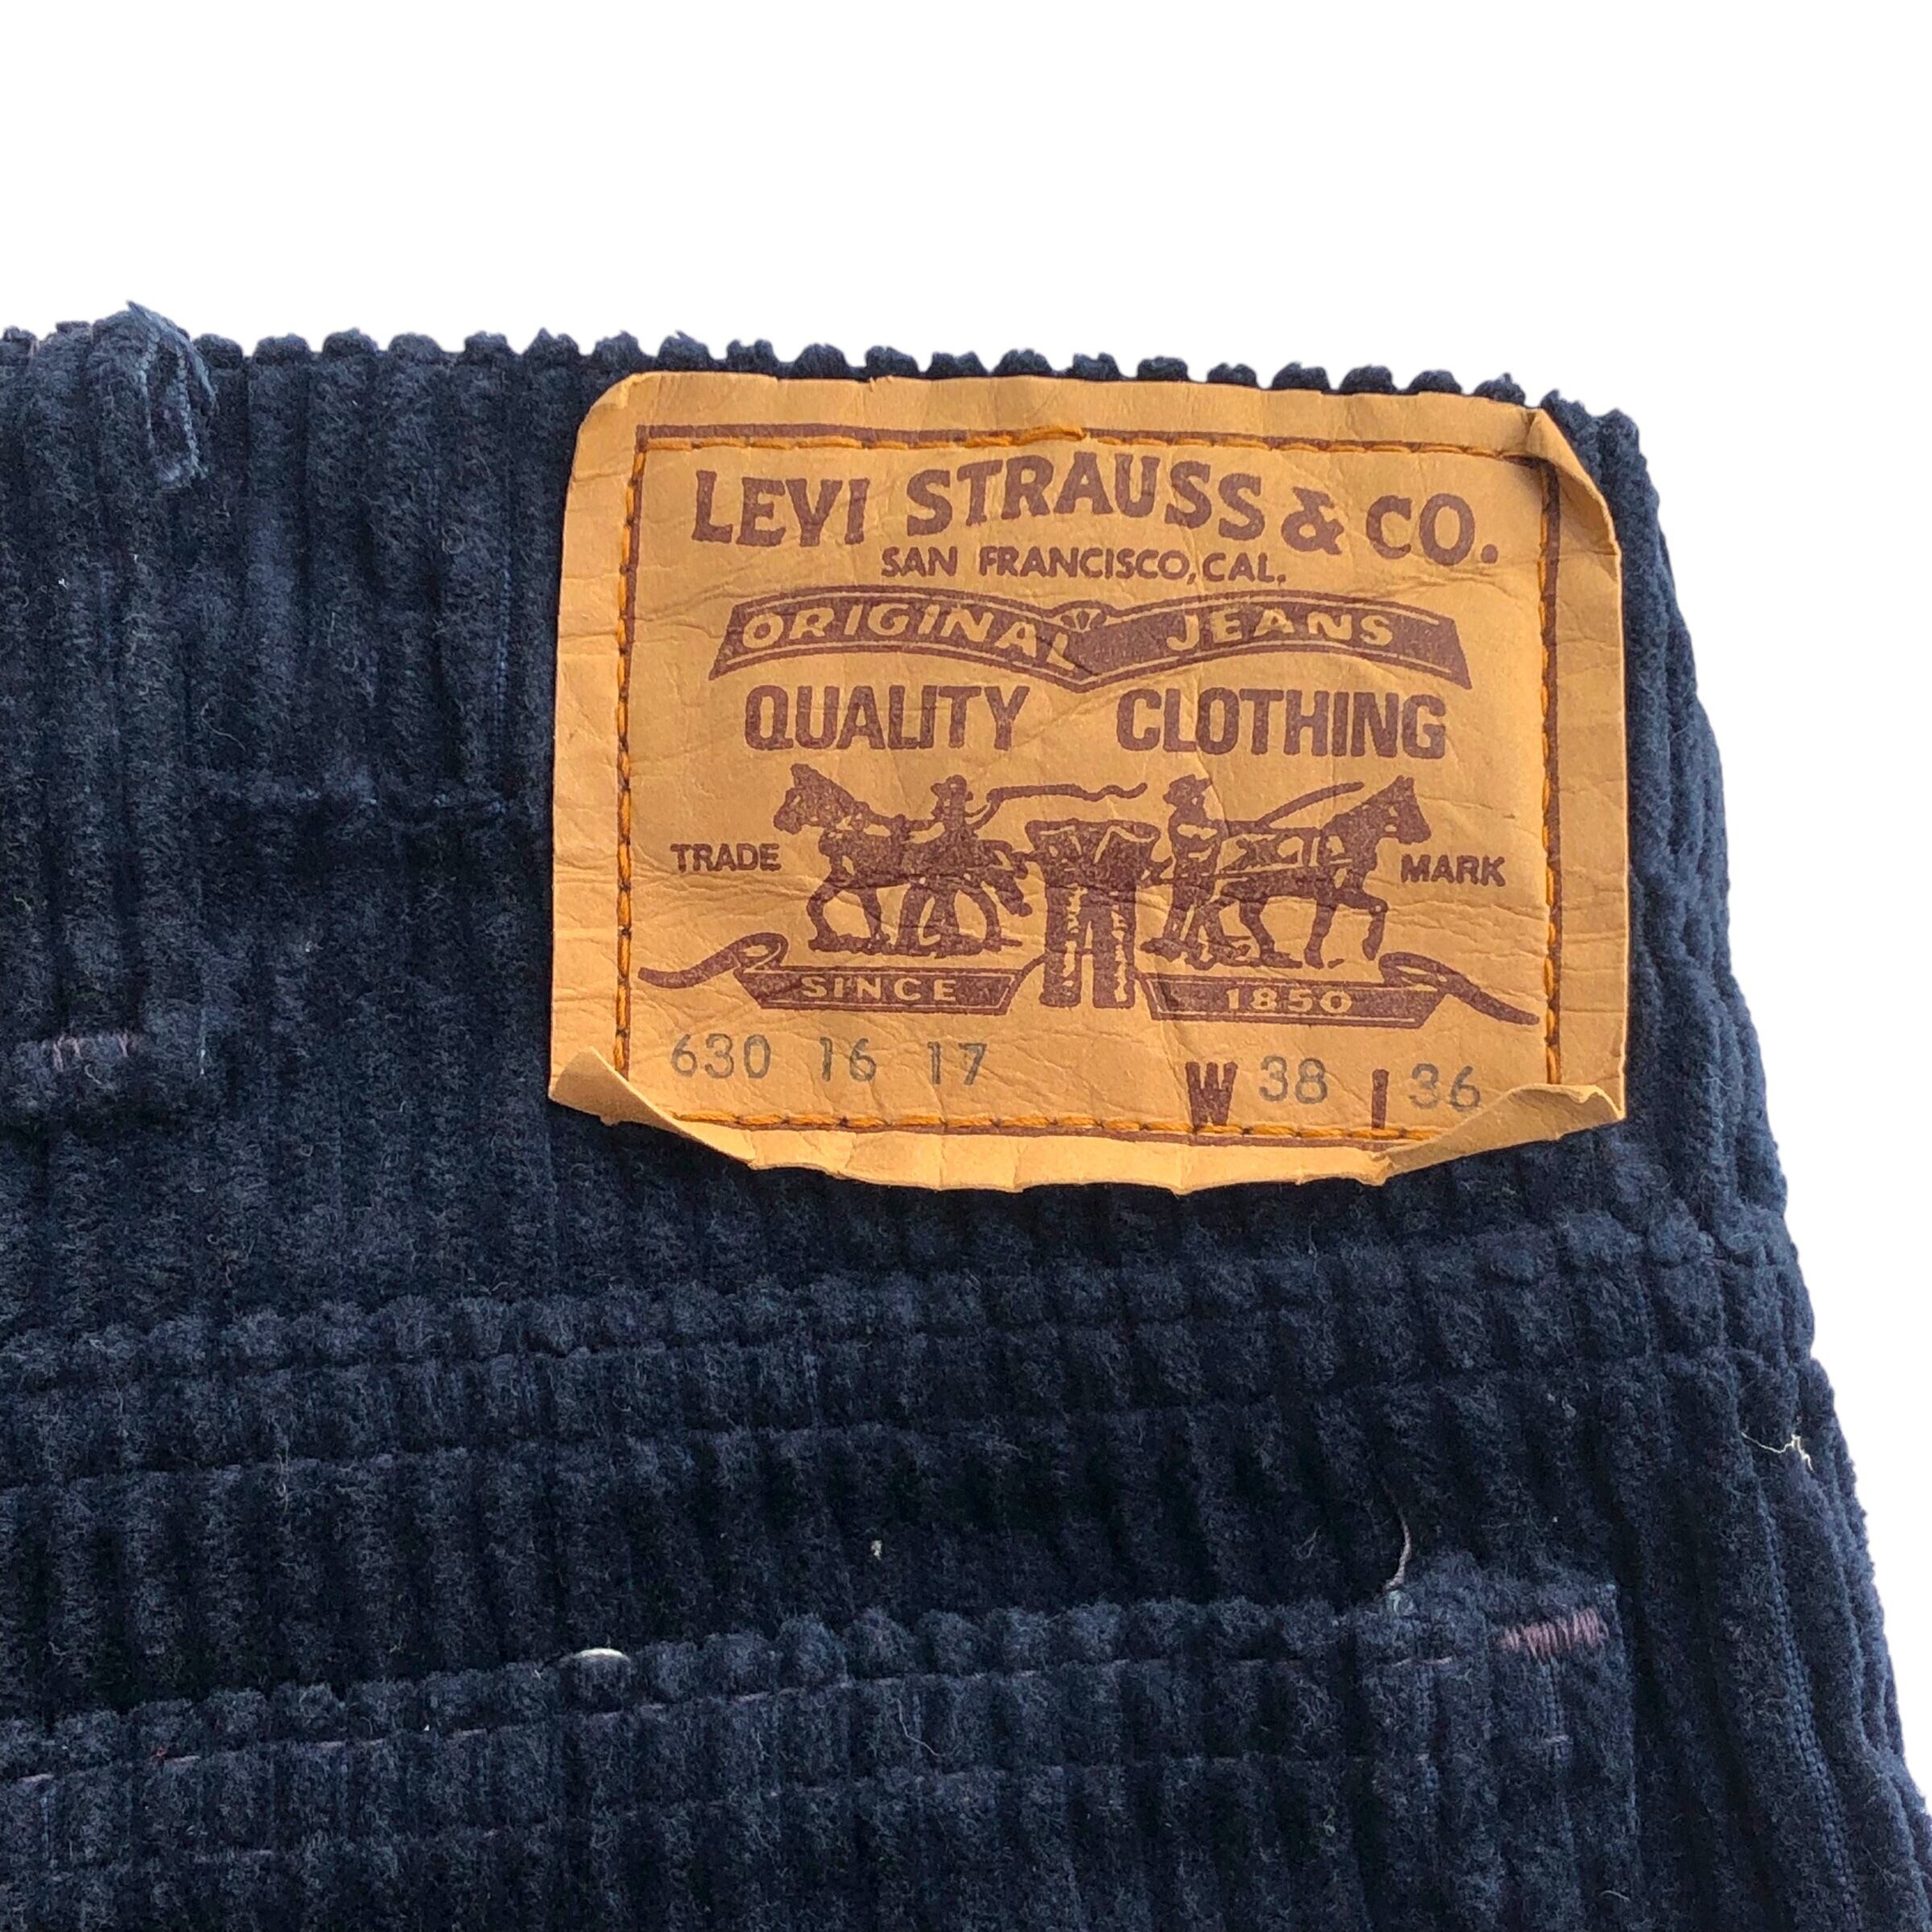 LEVI STRAUSS & CO.
SAN FRANCISCO, CAL.
ORIGINAL JEANS
QUALITY CLOTHING
TRADE MARK
SINCE 1850
630 16 17 W 38 L 36